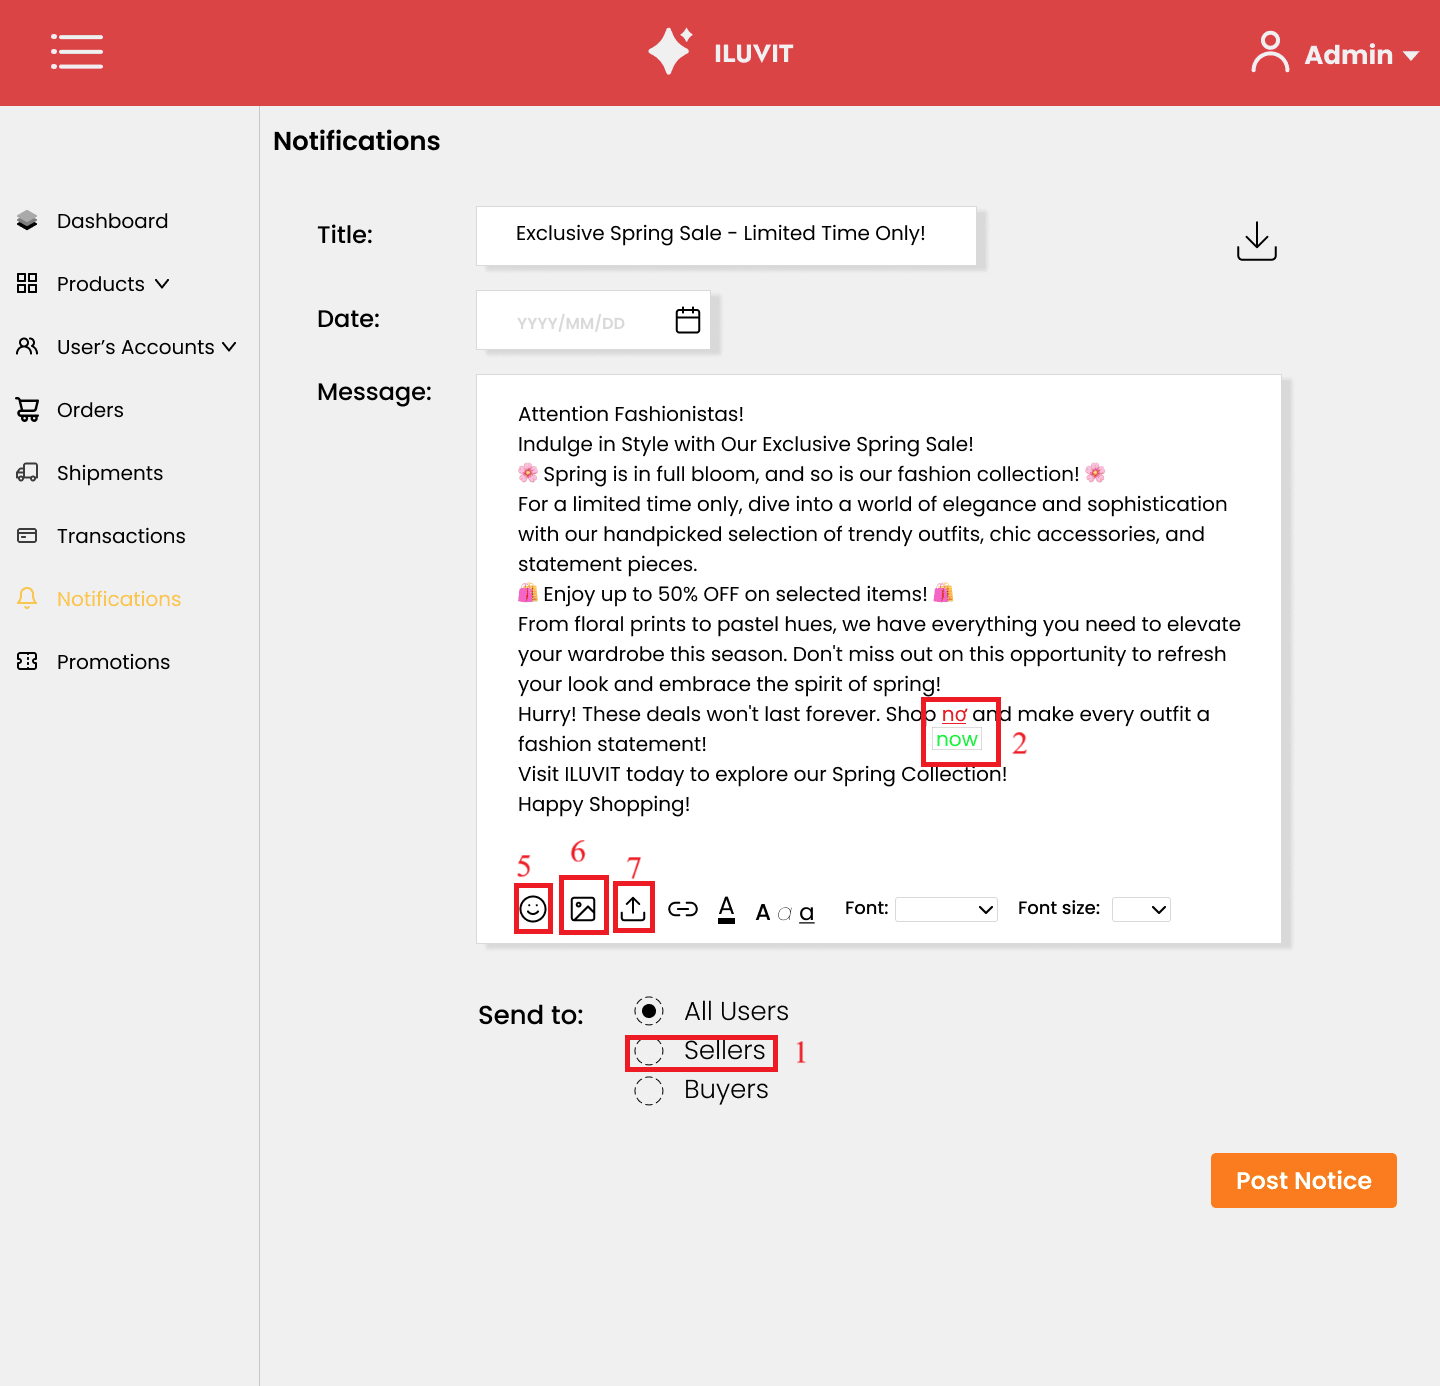 ILUVIT
Admin
Notifications
Dashboard
Products
User’s Accounts
Orders
Shipments
Transactions
Notifications
Promotions
Title:
Exclusive Spring Sale - Limited Time Only!
Date:
YYYY/MM/DD
Message:
Attention Fashionistas!
Indulge in Style with Our Exclusive Spring Sale!
🌸 Spring is in full bloom, and so is our fashion collection! 🌸
For a limited time only, dive into a world of elegance and sophistication
with our handpicked selection of trendy outfits, chic accessories, and
statement pieces.
🛍️ Enjoy up to 50% OFF on selected items! 🛍️
From floral prints to pastel hues, we have everything you need to elevate
your wardrobe this season. Don't miss out on this opportunity to refresh
your look and embrace the spirit of spring!
Hurry! These deals won't last forever. Shop nơ and make every outfit a
now
2
fashion statement!
Visit ILUVIT today to explore our Spring Collection!
Happy Shopping!
5
6
7
A
A a a
Font:
Font size:
Send to:
All Users
Sellers
1
Buyers
Post Notice